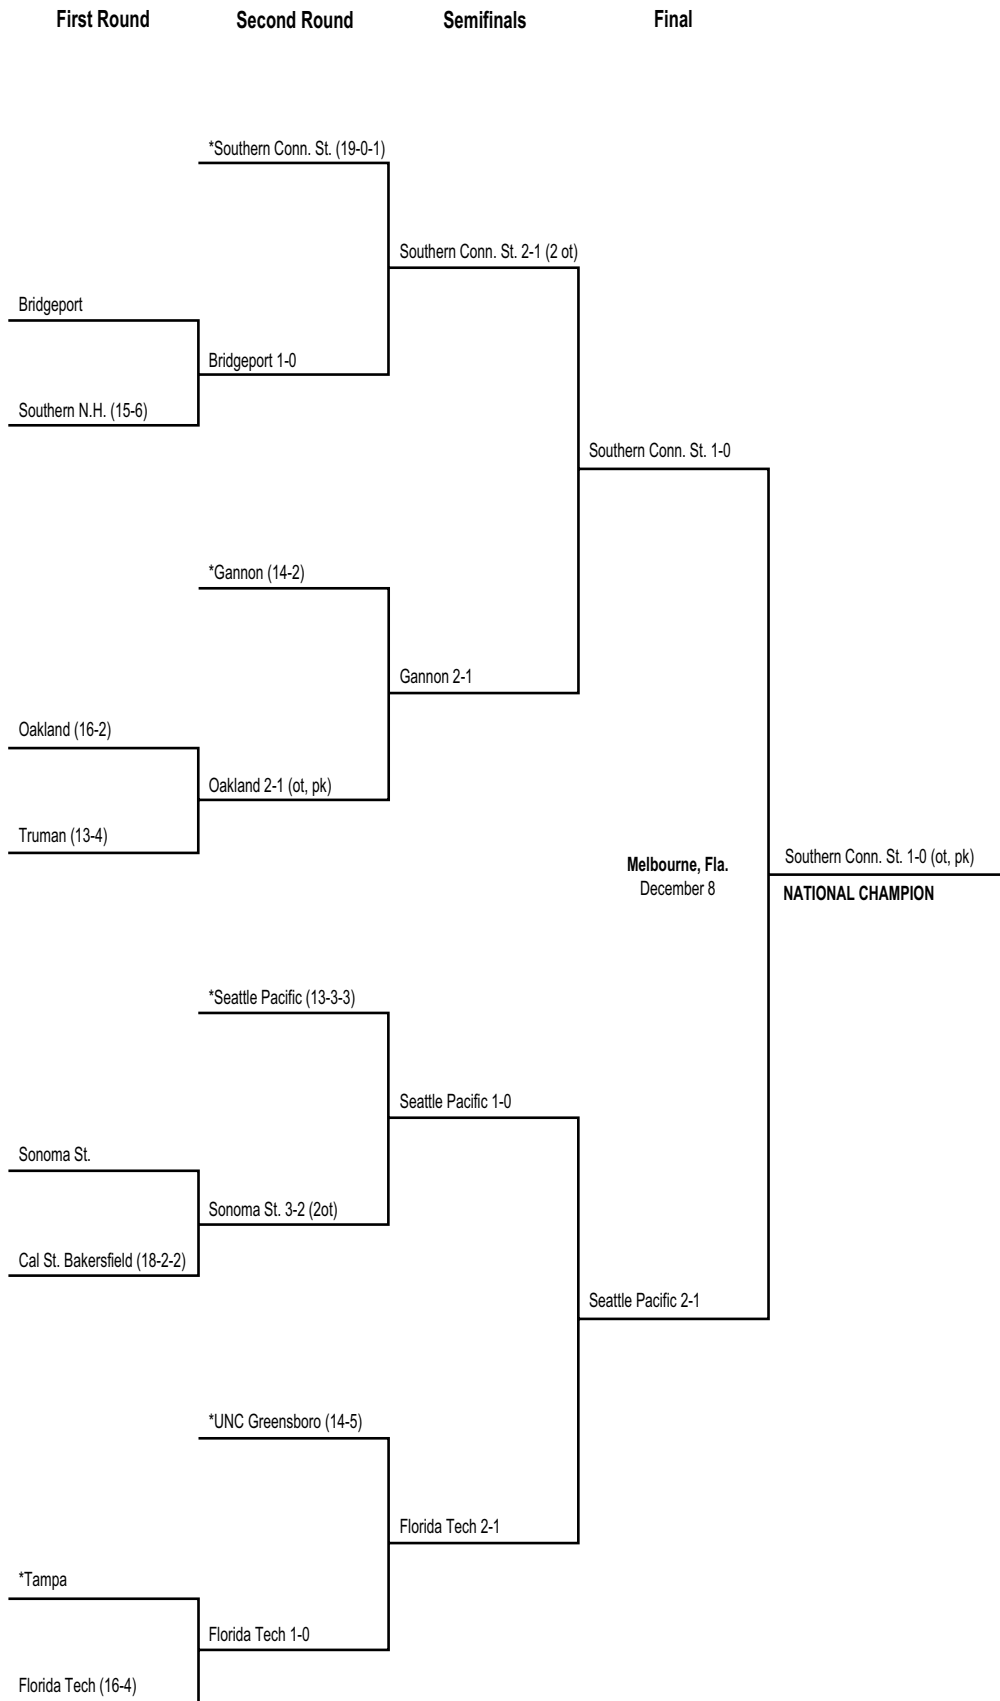 First Round
Second Round
Semifinals
Final
*Southern Conn. St. (19-0-1)
Southern Conn. St. 2-1 (2 ot)
Bridgeport
Bridgeport 1-0
Southern N.H. (15-6)
Southern Conn. St. 1-0
*Gannon (14-2)
Gannon 2-1
Oakland (16-2)
Oakland 2-1 (ot, pk)
Truman (13-4)
Melbourne, Fla.
December 8
Southern Conn. St. 1-0 (ot, pk)
NATIONAL CHAMPION
*Seattle Pacific (13-3-3)
Seattle Pacific 1-0
Sonoma St.
Sonoma St. 3-2 (2ot)
Cal St. Bakersfield (18-2-2)
Seattle Pacific 2-1
*UNC Greensboro (14-5)
Florida Tech 2-1
*Tampa
Florida Tech 1-0
Florida Tech (16-4)